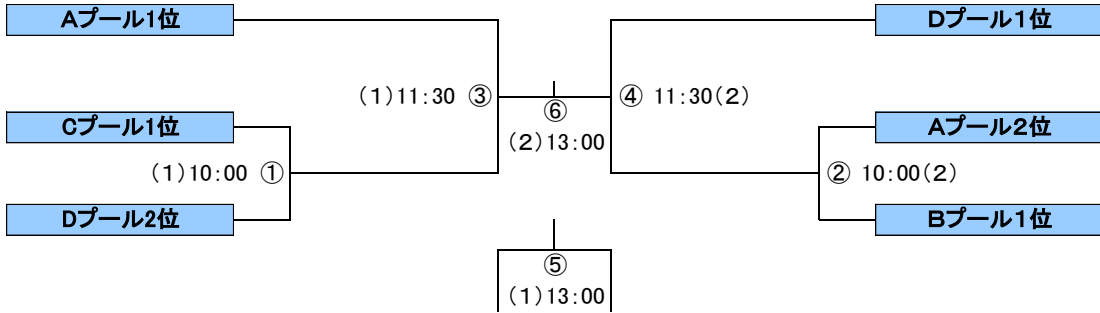 Aプール1位
Dプール1位
(1)11:30 ③
④ 11:30(2)
⑥
(2)13:00
Cプール1位
Aプール2位
(1)10:00 ①
② 10:00(2)
Dプール2位
Bプール1位
⑤
(1)13:00